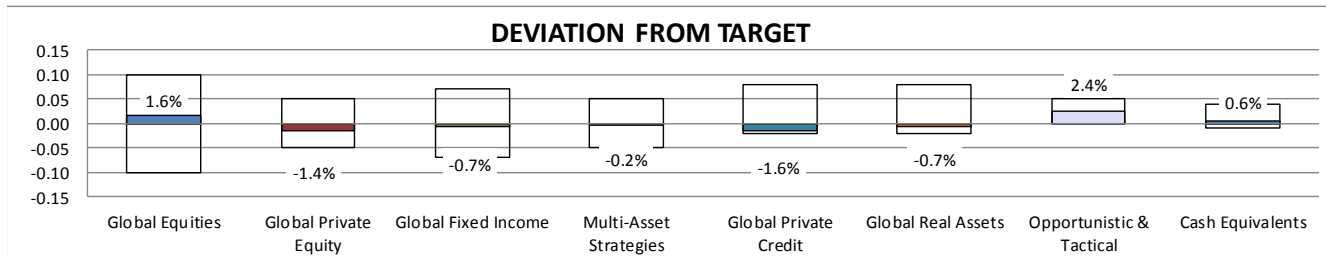 DEVIATION FROM TARGET
0.15
0.10
0.05
0.00
-0.05
-0.10
-0.15
1.6%
-1.4%
-0.7%
-0.2%
-1.6%
-0.7%
2.4%
0.6%
Global Equities
Global Private
Equity
Global Fixed Income
Multi-Asset
Strategies
Global Private
Credit
Global Real Assets
Opportunistic &
Tactical
Cash Equivalents